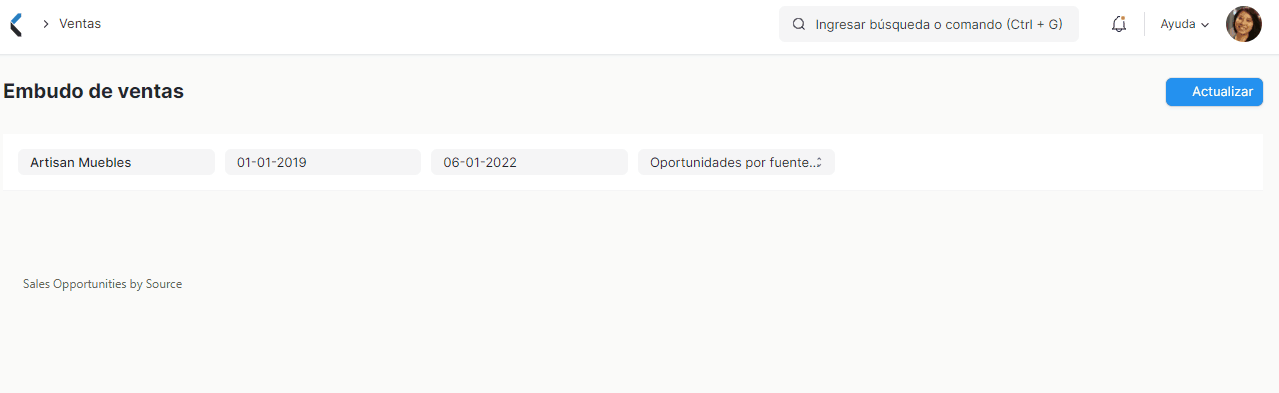 Ventas
Ingresar búsqueda o comando (Ctrl + G)
Ayuda
Embudo de ventas
Actualizar
Artisan Muebles
01-01-2019
06-01-2022
Oportunidades por fuente...
Sales Opportunities by Source